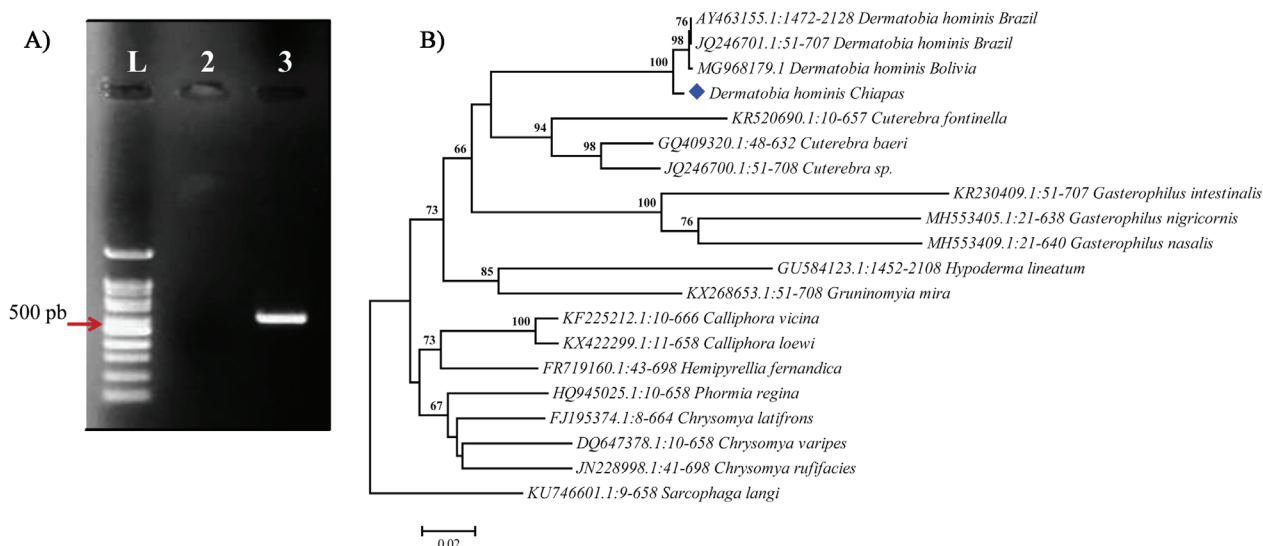 A)
L 2 3
500 pb
B)
76
98
100
94
98
66
100
76
73
85
100
73
67
AY463155.1:1472-2128 Dermatobia hominis Brazil
JQ246701.1:51-707 Dermatobia hominis Brazil
MG968179.1 Dermatobia hominis Bolivia
Dermatobia hominis Chiapas
KR520690.1:10-657 Cuterebra fontinella
GQ409320.1:48-632 Cuterebra baeri
JQ246700.1:51-708 Cuterebra sp.
KR230409.1:51-707 Gasterophilus intestinalis
MH553405.1:21-638 Gasterophilus nigricornis
MH553409.1:21-640 Gasterophilus nasalis
GU584123.1:1452-2108 Hypoderma lineatum
KX268653.1:51-708 Gruninomyia mira
KF225212.1:10-666 Calliphora vicina
KX422299.1:11-658 Calliphora loewi
FR719160.1:43-698 Hemipyrellia fernandica
HQ945025.1:10-658 Phormia regina
FJ195374.1:8-664 Chrysomya latifrons
DQ647378.1:10-658 Chrysomya varipes
JN228998.1:41-698 Chrysomya rufifacies
KU746601.1:9-658 Sarcophaga langi
0.02